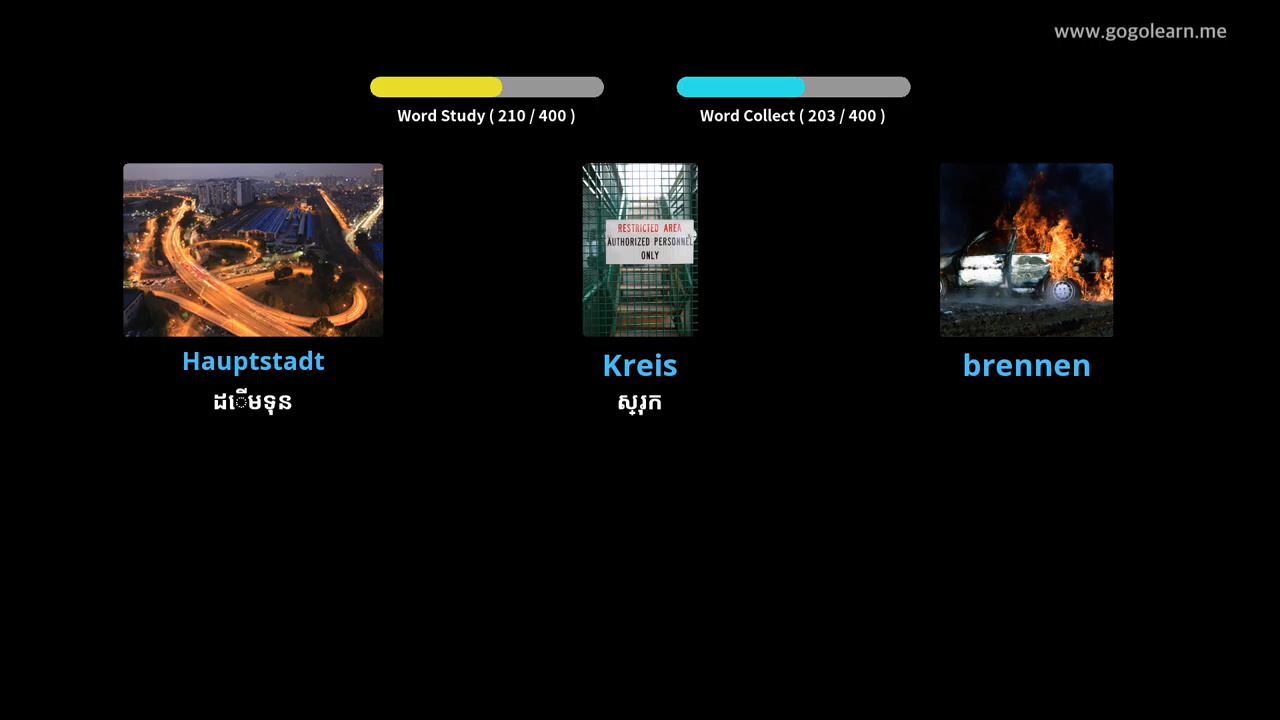 www.gogolearn.me
Word Study ( 210 / 400 )
Word Collect ( 203 / 400 )
RESTRICTED AREA
AUTHORIZED PERSONNEL
ONLY
Hauptstadt
Kreis
brennen
ដើមទុន
ស្រុក